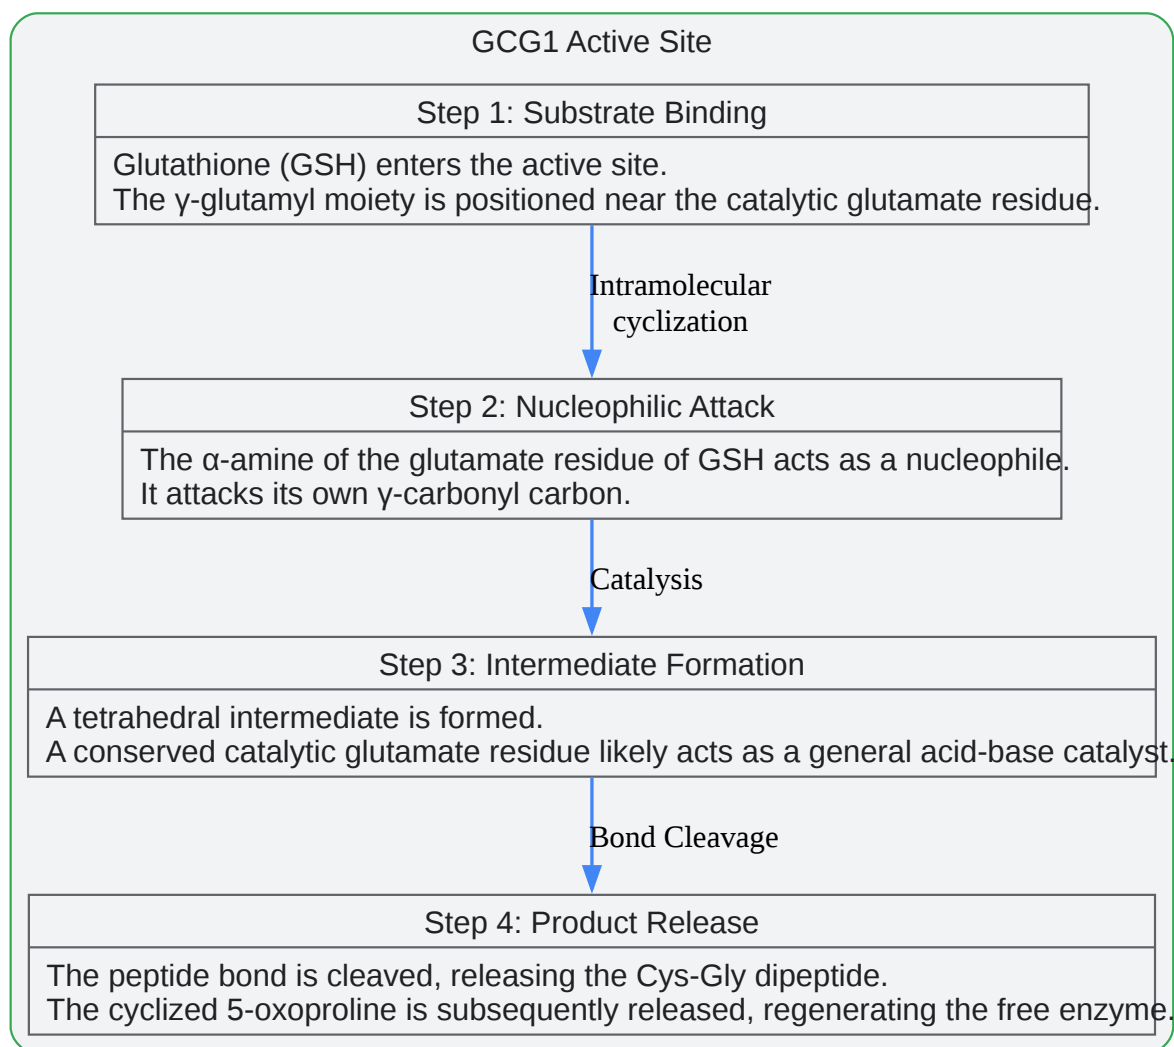 GCG1 Active Site
Step 1: Substrate Binding
Glutathione (GSH) enters the active site.
The γ-glutamyl moiety is positioned near the catalytic glutamate residue.
Intramolecular
cyclization
Step 2: Nucleophilic Attack
The α-amine of the glutamate residue of GSH acts as a nucleophile.
It attacks its own γ-carbonyl carbon.
Catalysis
Step 3: Intermediate Formation
A tetrahedral intermediate is formed.
A conserved catalytic glutamate residue likely acts as a general acid-base catalyst.
Bond Cleavage
Step 4: Product Release
The peptide bond is cleaved, releasing the Cys-Gly dipeptide.
The cyclized 5-oxoproline is subsequently released, regenerating the free enzyme.